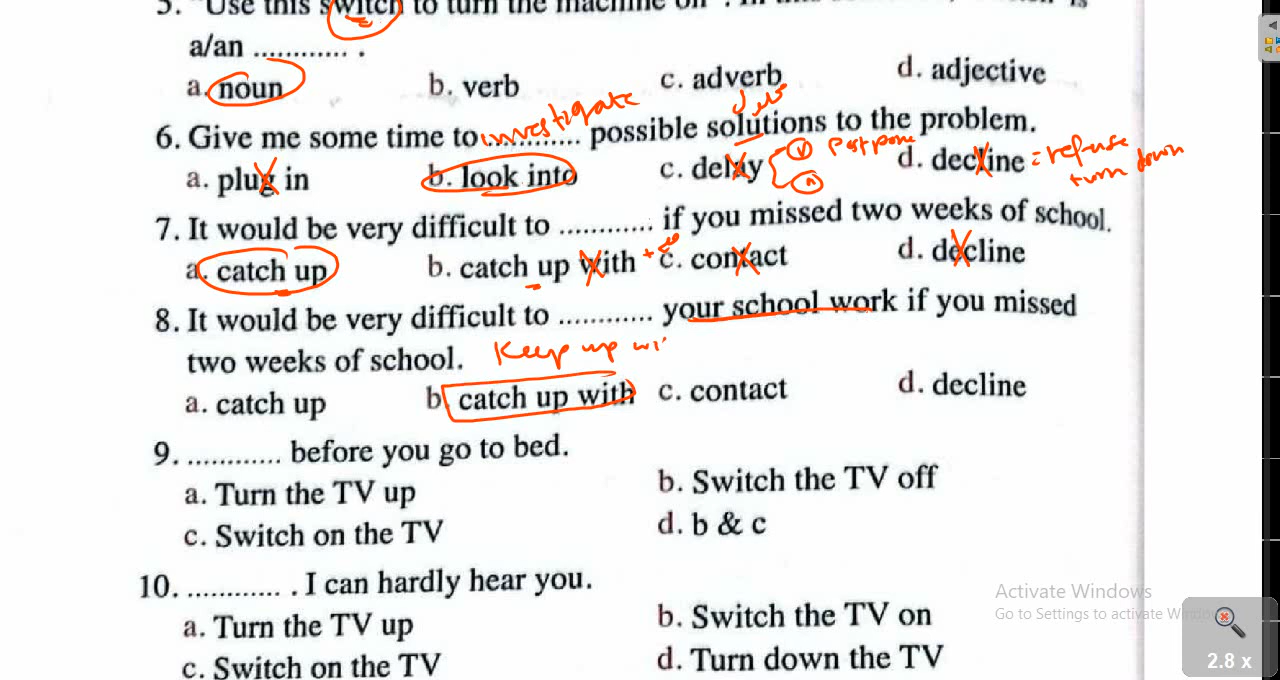 5. "Use this switch to turn the machine on". In this
a/an ............ .
a. noun b. verb c. adverb d. adjective
investigate
6. Give me some time to ............ possible solutions to the problem.
a. plug in b. look into c. delay v n postpone d. decline = refuse turn down
7. It would be very difficult to ............ if you missed two weeks of school.
a. catch up b. catch up with + c. contact d. decline
8. It would be very difficult to ............ your school work if you missed
two weeks of school. Keep up wi
a. catch up b catch up with c. contact d. decline
9. ............ before you go to bed.
a. Turn the TV up b. Switch the TV off
c. Switch on the TV d. b & c
10. ............ . I can hardly hear you.
a. Turn the TV up b. Switch the TV on
c. Switch on the TV d. Turn down the TV
Activate Windows
Go to Settings to activate Windows
2.8 x